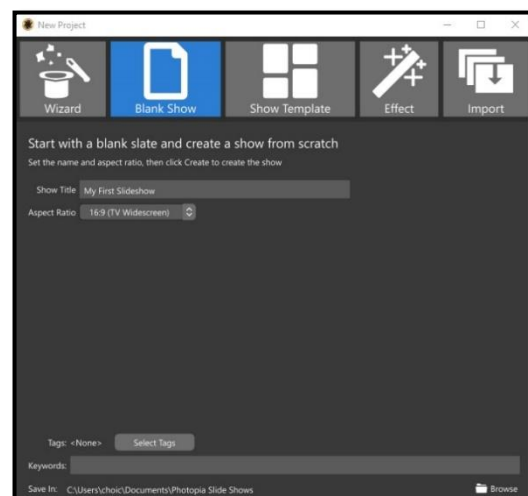 New Project
Wizard Blank Show Show Template Effect Import
Start with a blank slate and create a show from scratch
Set the name and aspect ratio, then click Create to create the show
Show Title My First Slideshow
Aspect Ratio 16:9 (TV Widescreen)
Tags: <None> Select Tags
Keywords:
Save In: C:\Users\choic\Documents\Photopia Slide Shows Browse